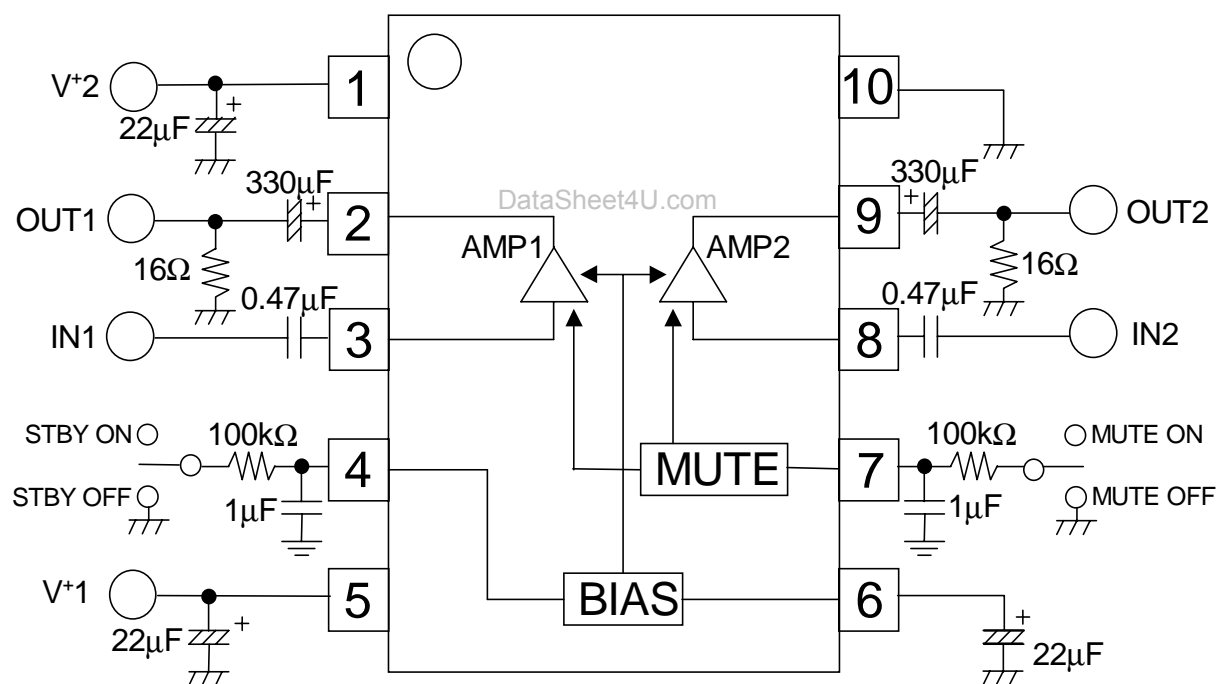 V+2
1
10
22µF
+
330µF
+
2
DataSheet4U.com
330µF
+
9
OUT1
OUT2
AMP1
AMP2
16Ω
16Ω
0.47µF
0.47µF
IN1
3
8
IN2
STBY ON
100kΩ
4
MUTE
7
100kΩ
MUTE ON
STBY OFF
1µF
1µF
MUTE OFF
V+1
5
BIAS
6
22µF
+
+
22µF